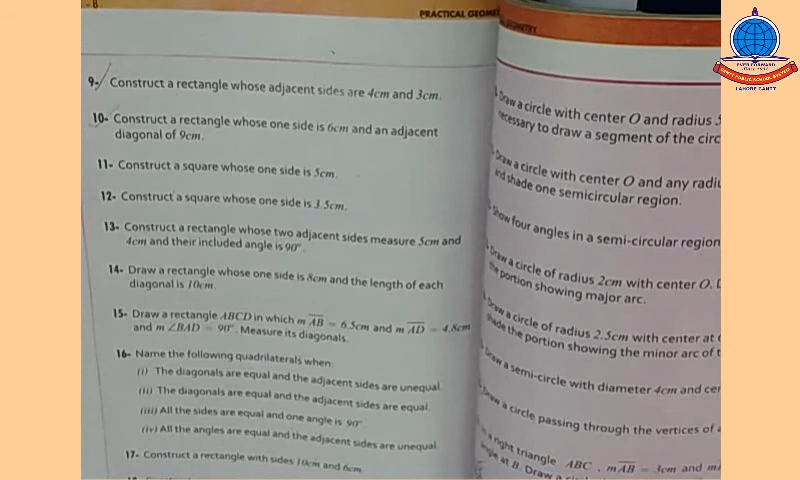 - 8
PRACTICAL GEOMET
GEOMETRY
EVER FORWARD
LAHORE CANTT
9- Construct a rectangle whose adjacent sides are 4cm and 3cm.
10- Construct a rectangle whose one side is 6cm and an adjacent
diagonal of 9cm.
11- Construct a square whose one side is 5cm.
12- Construct a square whose one side is 3.5cm.
13- Construct a rectangle whose two adjacent sides measure 5cm and
4cm and their included angle is 90°.
14- Draw a rectangle whose one side is 8cm and the length of each
diagonal is 10cm.
15- Draw a rectangle ABCD in which m AB = 6.5cm and m AD = 4.8cm
and m ∠BAD = 90°. Measure its diagonals.
16- Name the following quadrilaterals when:
(i) The diagonals are equal and the adjacent sides are unequal.
(ii) The diagonals are equal and the adjacent sides are equal.
(iii) All the sides are equal and one angle is 90°
(iv) All the angles are equal and the adjacent sides are unequal.
17- Construct a rectangle with sides 10cm and 6cm.
Draw a circle with center O and radius 5
necessary to draw a segment of the circ
Draw a circle with center O and any radiu
and shade one semicircular region.
Show four angles in a semi-circular region
Draw a circle of radius 2cm with center O.
the portion showing major arc.
Draw a circle of radius 2.5cm with center at
shade the portion showing the minor arc of t
Draw a semi-circle with diameter 4cm and cen
Draw a circle passing through the vertices of
In a right triangle ABC , m AB = 3cm and m
angle at B. Draw a